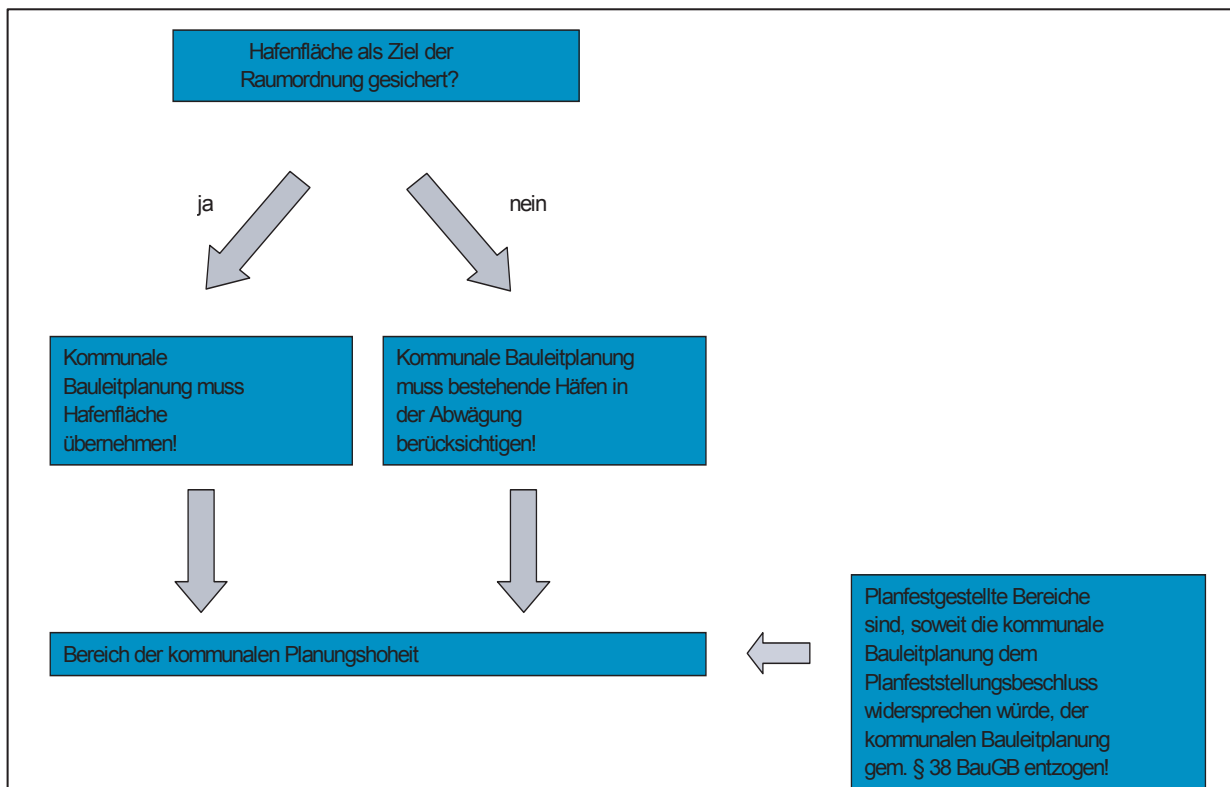 Hafenfläche als Ziel der
Raumordnung gesichert?
ja
nein
Kommunale
Bauleitplanung muss
Hafenfläche
übernehmen!
Kommunale Bauleitplanung
muss bestehende Häfen in
der Abwägung
berücksichtigen!
Bereich der kommunalen Planungshoheit
Planfestgestellte Bereiche
sind, soweit die kommunale
Bauleitplanung dem
Planfeststellungsbeschluss
widersprechen würde, der
kommunalen Bauleitplanung
gem. § 38 BauGB entzogen!